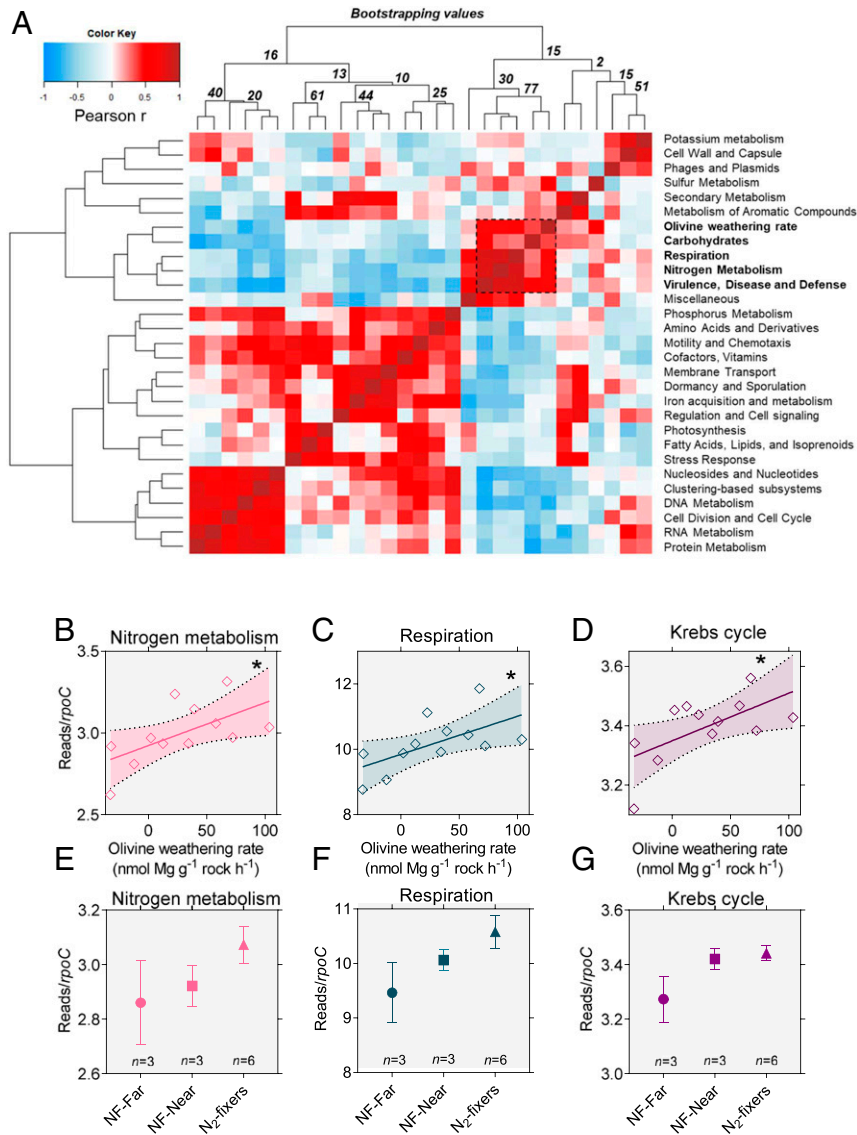 A
Bootstrapping values
Color Key
-1 -0.5 0 0.5 1
Pearson r
16
15
40
20
13
61
44
10
25
30
77
2
15
51
Potassium metabolism
Cell Wall and Capsule
Phages and Plasmids
Sulfur Metabolism
Secondary Metabolism
Metabolism of Aromatic Compounds
Olivine weathering rate
Carbohydrates
Respiration
Nitrogen Metabolism
Virulence, Disease and Defense
Miscellaneous
Phosphorus Metabolism
Amino Acids and Derivatives
Motility and Chemotaxis
Cofactors, Vitamins
Membrane Transport
Dormancy and Sporulation
Iron acquisition and metabolism
Regulation and Cell signaling
Photosynthesis
Fatty Acids, Lipids, and Isoprenoids
Stress Response
Nucleosides and Nucleotides
Clustering-based subsystems
DNA Metabolism
Cell Division and Cell Cycle
RNA Metabolism
Protein Metabolism
B
Nitrogen metabolism
3.5
3.0
2.5
Reads/rpoC
*
0 50 100
Olivine weathering rate
(nmol Mg g⁻¹ rock h⁻¹)
C
Respiration
12
10
8
*
0 50 100
Olivine weathering rate
(nmol Mg g⁻¹ rock h⁻¹)
D
Krebs cycle
3.6
3.4
3.2
*
0 50 100
Olivine weathering rate
(nmol Mg g⁻¹ rock h⁻¹)
E
Nitrogen metabolism
3.2
3.0
2.8
2.6
Reads/rpoC
n=3 n=3 n=6
NF-Far
NF-Near
N₂-fixers
F
Respiration
11
10
9
8
Reads/rpoC
n=3 n=3 n=6
NF-Far
NF-Near
N₂-fixers
G
Krebs cycle
3.6
3.4
3.2
3.0
Reads/rpoC
n=3 n=3 n=6
NF-Far
NF-Near
N₂-fixers